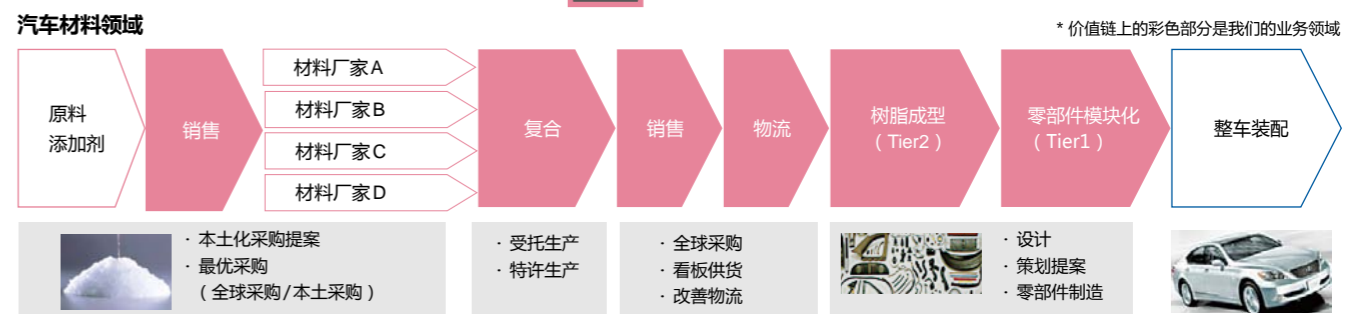 汽车材料领域
* 价值链上的彩色部分是我们的业务领域
原料
添加剂
销售
材料厂家A
材料厂家B
材料厂家C
材料厂家D
复合
销售
物流
树脂成型
（Tier2）
零部件模块化
（Tier1）
整车装配
· 本土化采购提案
· 最优采购
（全球采购/本土采购）
· 受托生产
· 特许生产
· 全球采购
· 看板供货
· 改善物流
· 设计
· 策划提案
· 零部件制造